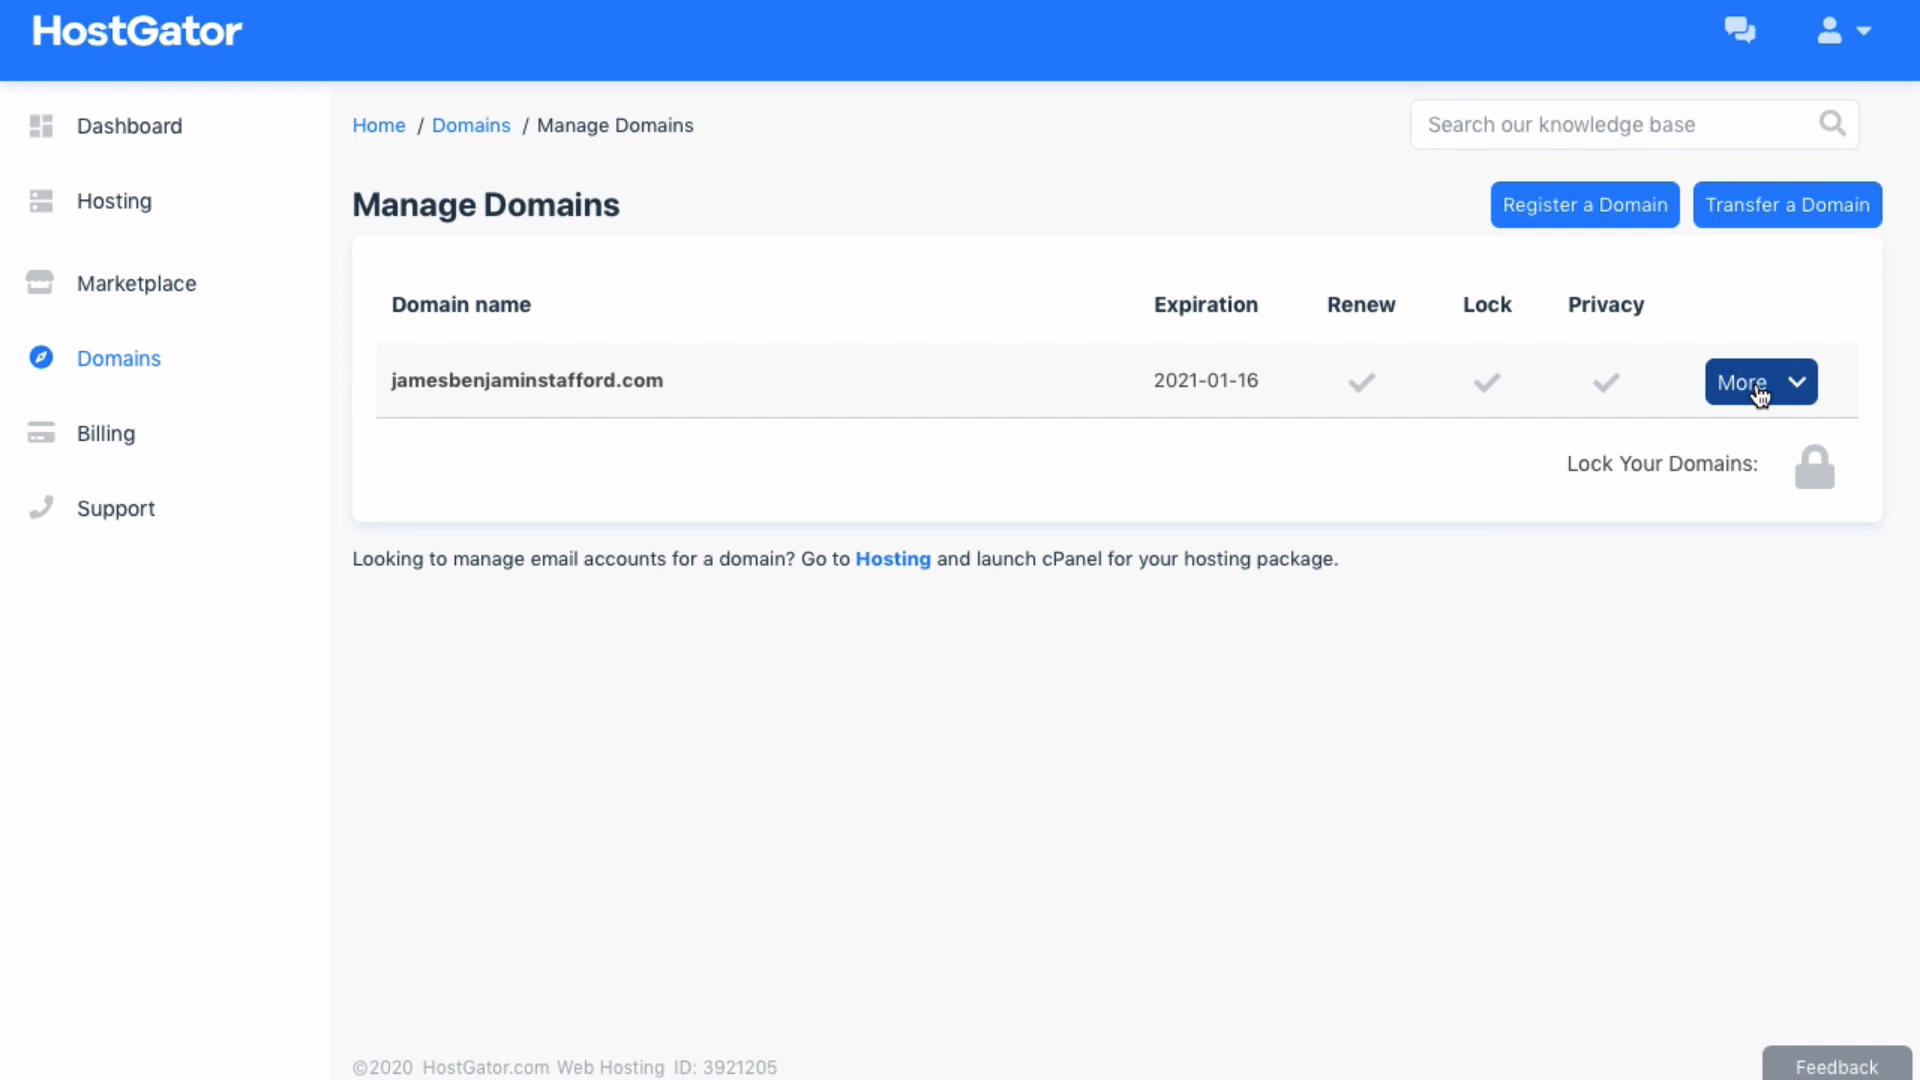 HostGator
Dashboard
Hosting
Marketplace
Domains
Billing
Support
Home / Domains / Manage Domains
Search our knowledge base
Manage Domains
Register a Domain
Transfer a Domain
Domain name Expiration Renew Lock Privacy
jamesbenjaminstafford.com 2021-01-16 More
Lock Your Domains:
Looking to manage email accounts for a domain? Go to Hosting and launch cPanel for your hosting package.
©2020 HostGator.com Web Hosting ID: 3921205
Feedback